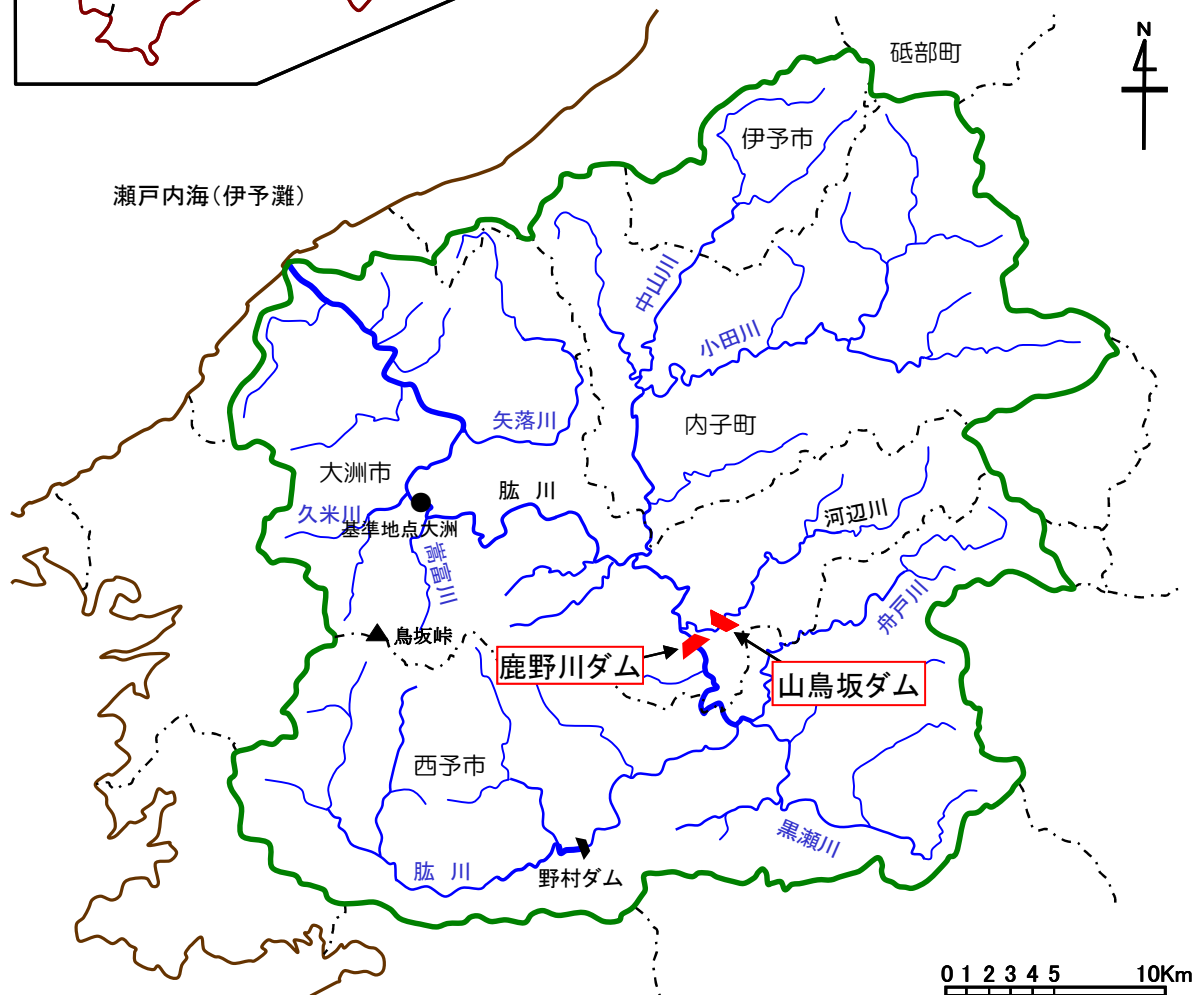 N
砥部町
伊予市
瀬戸内海(伊予灘)
中山川
小田川
矢落川
内子町
大洲市
肱 川
久米川
基準地点大洲
河辺川
嵩富川
舟戸川
鳥坂峠
鹿野川ダム
山鳥坂ダム
西予市
黒瀬川
肱 川
野村ダム
0 1 2 3 4 5 10Km